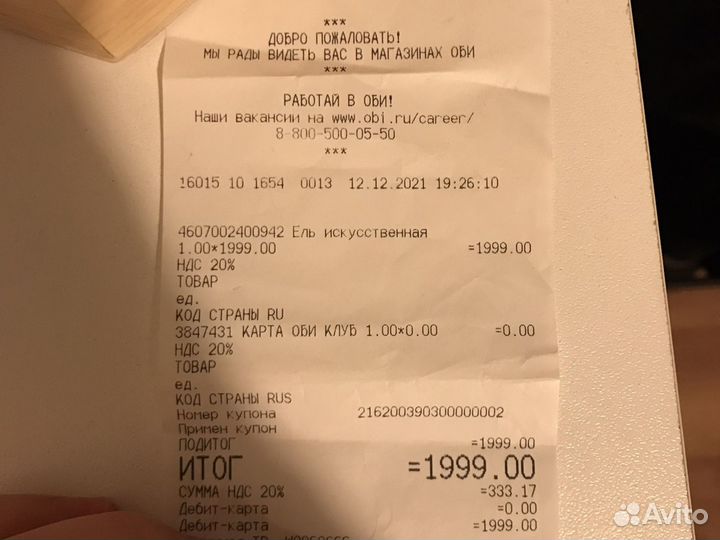 ***
ДОБРО ПОЖАЛОВАТЬ!
МЫ РАДЫ ВИДЕТЬ ВАС В МАГАЗИНАХ ОБИ
***
РАБОТАЙ В ОБИ!
Наши вакансии на www.obi.ru/career/
8-800-500-05-50
***
16015 10 1654 0013 12.12.2021 19:26:10
4607002400942 Ель искусственная
1.00*1999.00 =1999.00
НДС 20%
ТОВАР
ед.
КОД СТРАНЫ RU
3847431 КАРТА ОБИ КЛУБ 1.00*0.00 =0.00
НДС 20%
ТОВАР
ед.
КОД СТРАНЫ RUS
Номер купона 216200390300000002
Примен купон
ПОДИТОГ =1999.00
ИТОГ =1999.00
СУММА НДС 20% =333.17
Дебит-карта =0.00
Дебит-карта =1999.00
Avito